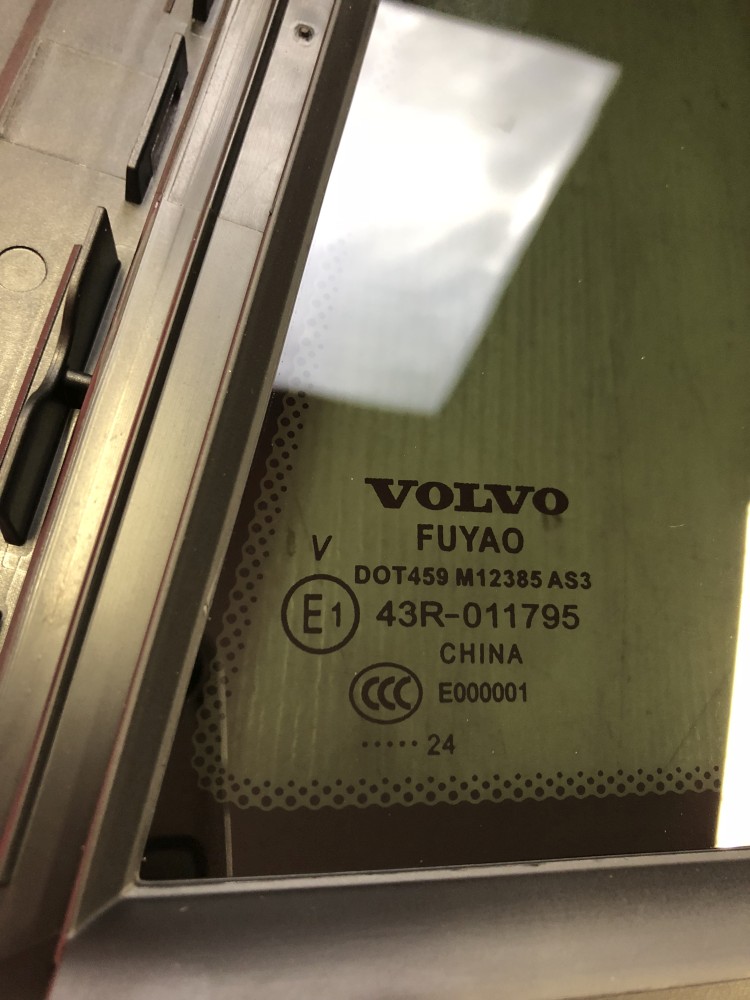 VOLVO
FUYAO
V
DOT459 M12385 AS3
E1 43R-011795
CHINA
CCC E000001
••••• 24